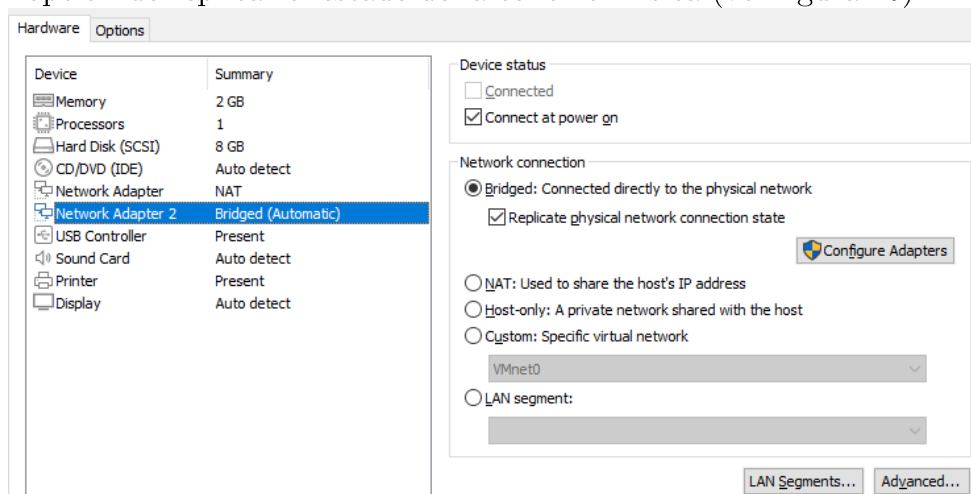 Hardware Options
Device Summary
Memory 2 GB
Processors 1
Hard Disk (SCSI) 8 GB
CD/DVD (IDE) Auto detect
Network Adapter NAT
Network Adapter 2 Bridged (Automatic)
USB Controller Present
Sound Card Auto detect
Printer Present
Display Auto detect
Device status
Connected
Connect at power on
Network connection
Bridged: Connected directly to the physical network
Replicate physical network connection state
Configure Adapters
NAT: Used to share the host's IP address
Host-only: A private network shared with the host
Custom: Specific virtual network
VMnet0
LAN segment:
LAN Segments... Advanced...